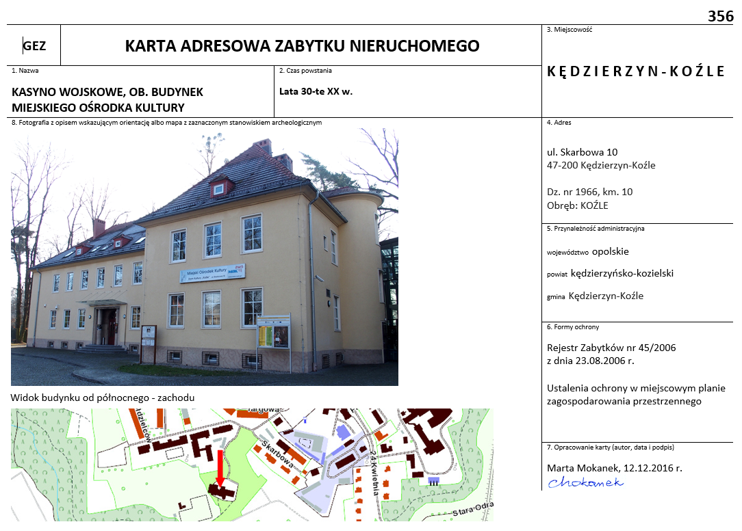 356
GEZ
KARTA ADRESOWA ZABYTKU NIERUCHOMEGO
1. Nazwa
KASYNO WOJSKOWE, OB. BUDYNEK
MIEJSKIEGO OŚRODKA KULTURY
2. Czas powstania
Lata 30-te XX w.
3. Miejscowość
KĘDZIERZYN-KOŹLE
8. Fotografia z opisem wskazującym orientację albo mapa z zaznaczonym stanowiskiem archeologicznym
Miejski Ośrodek Kultury
Widok budynku od północnego - zachodu
Skarbowa
24 Kwietnia
Stara Odra
4. Adres
ul. Skarbowa 10
47-200 Kędzierzyn-Koźle
Dz. nr 1966, km. 10
Obręb: KOŹLE
5. Przynależność administracyjna
województwo opolskie
powiat kędzierzyńsko-kozielski
gmina Kędzierzyn-Koźle
6. Formy ochrony
Rejestr Zabytków nr 45/2006
z dnia 23.08.2006 r.
Ustalenia ochrony w miejscowym planie
zagospodarowania przestrzennego
7. Opracowanie karty (autor, data i podpis)
Marta Mokanek, 12.12.2016 r.